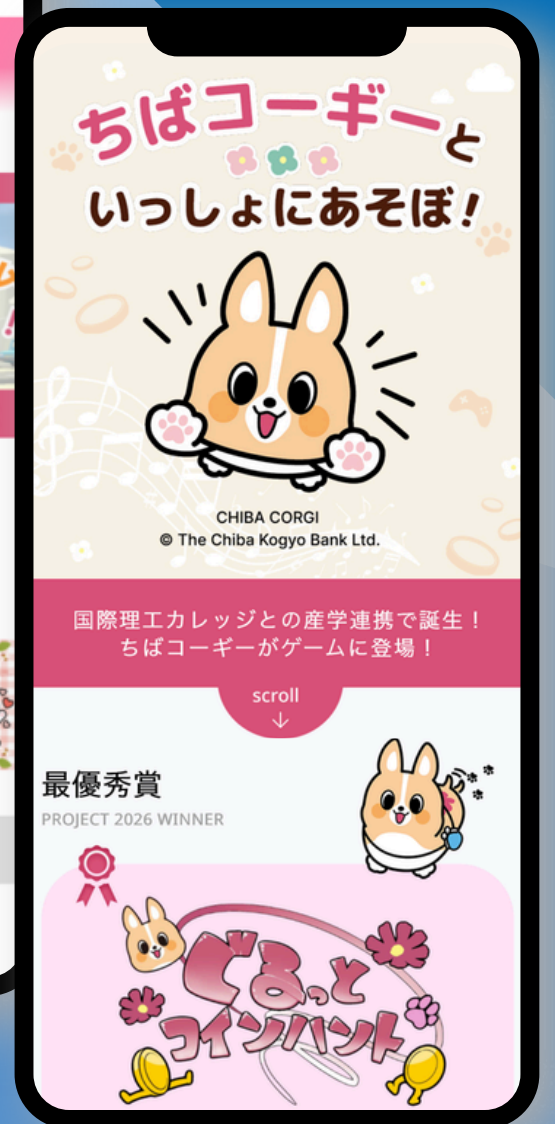 ちばコーギーと
いっしょにあそぼ!
CHIBA CORGI
© The Chiba Kogyo Bank Ltd.
国際理工カレッジとの産学連携で誕生！
ちばコーギーがゲームに登場！
scroll
↓
最優秀賞
PROJECT 2026 WINNER
ぐるっと
コインハント